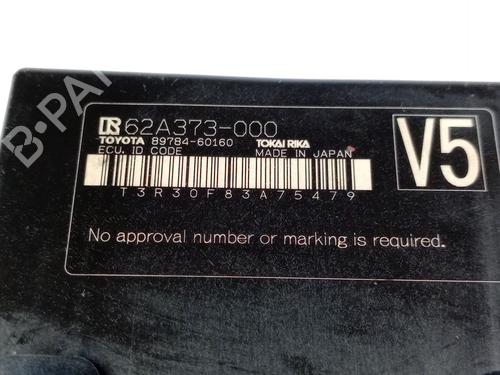 62A373-000
TOYOTA 89784-60160 TOKAI RIKA
ECU. ID CODE MADE IN JAPAN
T3R30F83A75479
No approval number or marking is required.
V5
B-PARTS